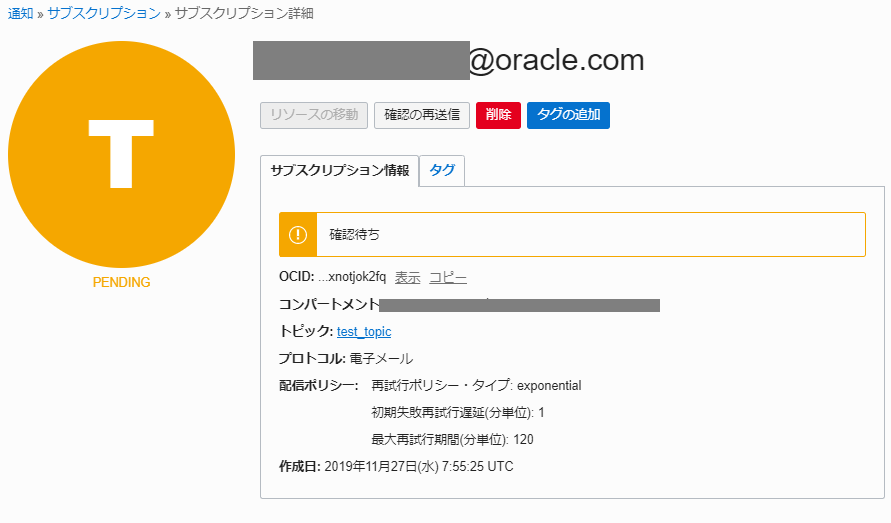 通知 » サブスクリプション » サブスクリプション詳細
@oracle.com
T
リソースの移動 確認の再送信 削除 タグの追加
サブスクリプション情報 タグ
確認待ち
PENDING
OCID: ...xnotjok2fq 表示 コピー
コンパートメント
トピック: test_topic
プロトコル: 電子メール
配信ポリシー: 再試行ポリシー・タイプ: exponential
初期失敗再試行遅延(分単位): 1
最大再試行期間(分単位): 120
作成日: 2019年11月27日(水) 7:55:25 UTC